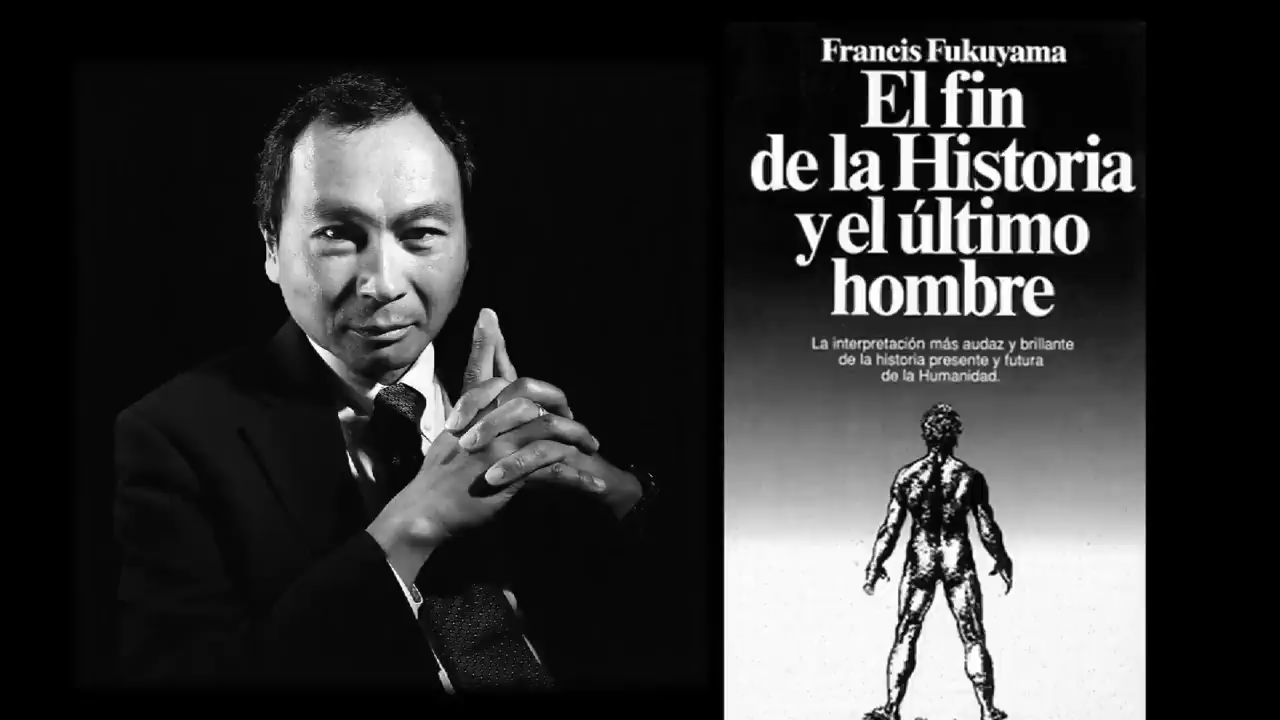 Francis Fukuyama
El fin
de la Historia
y el último
hombre
La interpretación más audaz y brillante
de la historia presente y futura
de la Humanidad.